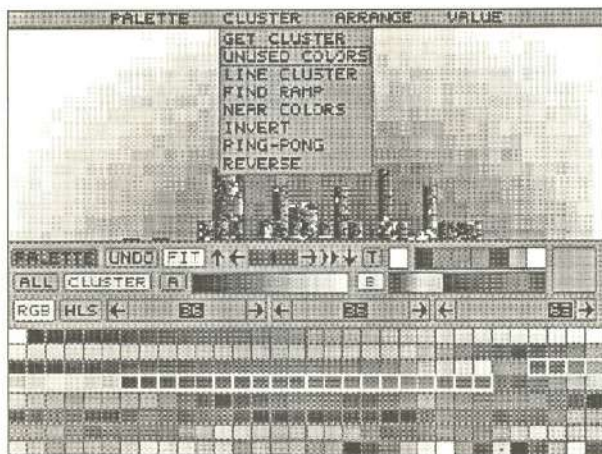 PALETTE CLUSTER ARRANGE VALUE
GET CLUSTER
UNUSED COLORS
LINE CLUSTER
FIND RAMP
NEAR COLORS
INVERT
PING-PONG
REVERSE
PALETTE UNDO FIT T
ALL CLUSTER A B
RGB HLS 36